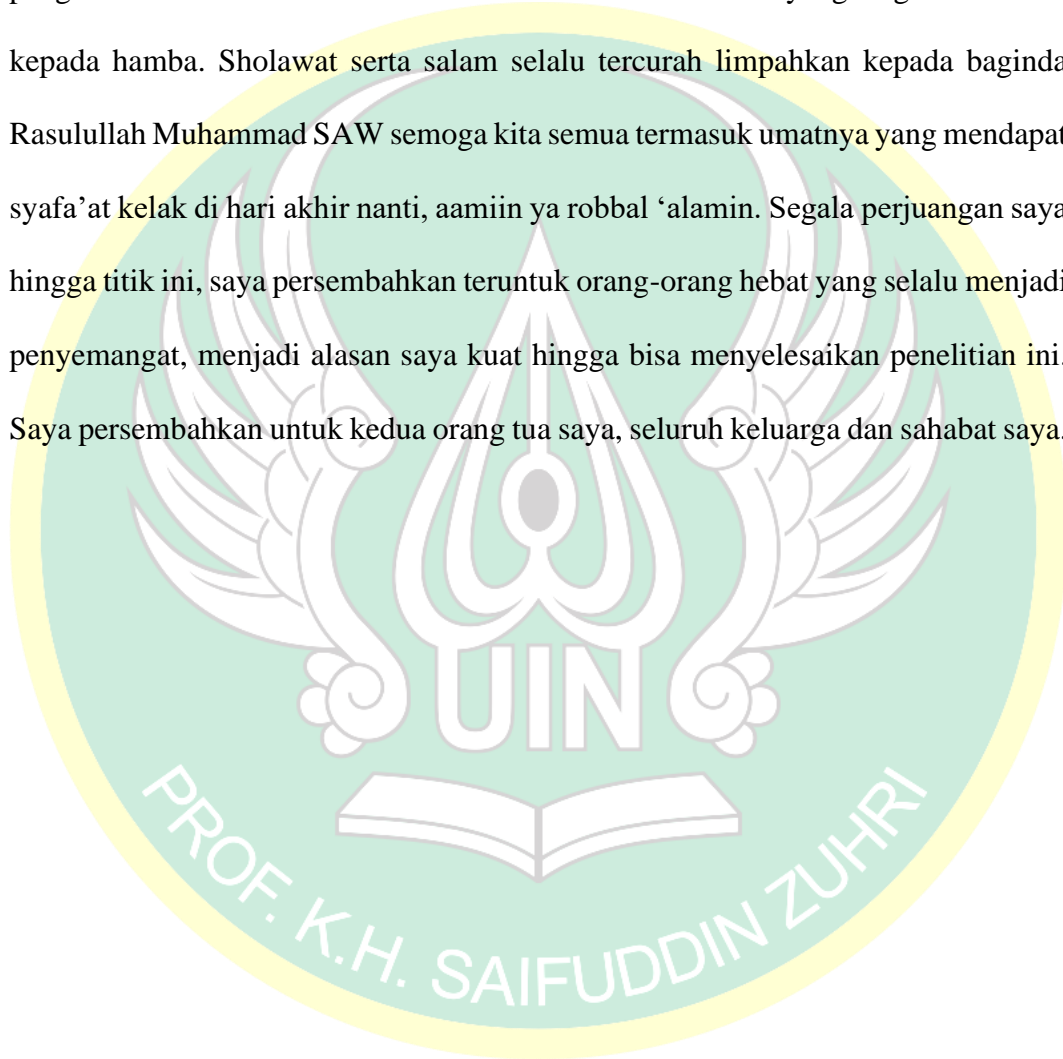 kepada hamba. Sholawat serta salam selalu tercurah limpahkan kepada baginda
Rasulullah Muhammad SAW semoga kita semua termasuk umatnya yang mendapat
syafa’at kelak di hari akhir nanti, aamiin ya robbal ‘alamin. Segala perjuangan saya
hingga titik ini, saya persembahkan teruntuk orang-orang hebat yang selalu menjadi
penyemangat, menjadi alasan saya kuat hingga bisa menyelesaikan penelitian ini.
Saya persembahkan untuk kedua orang tua saya, seluruh keluarga dan sahabat saya.
UIN
PROF. K.H. SAIFUDDIN ZUHRI